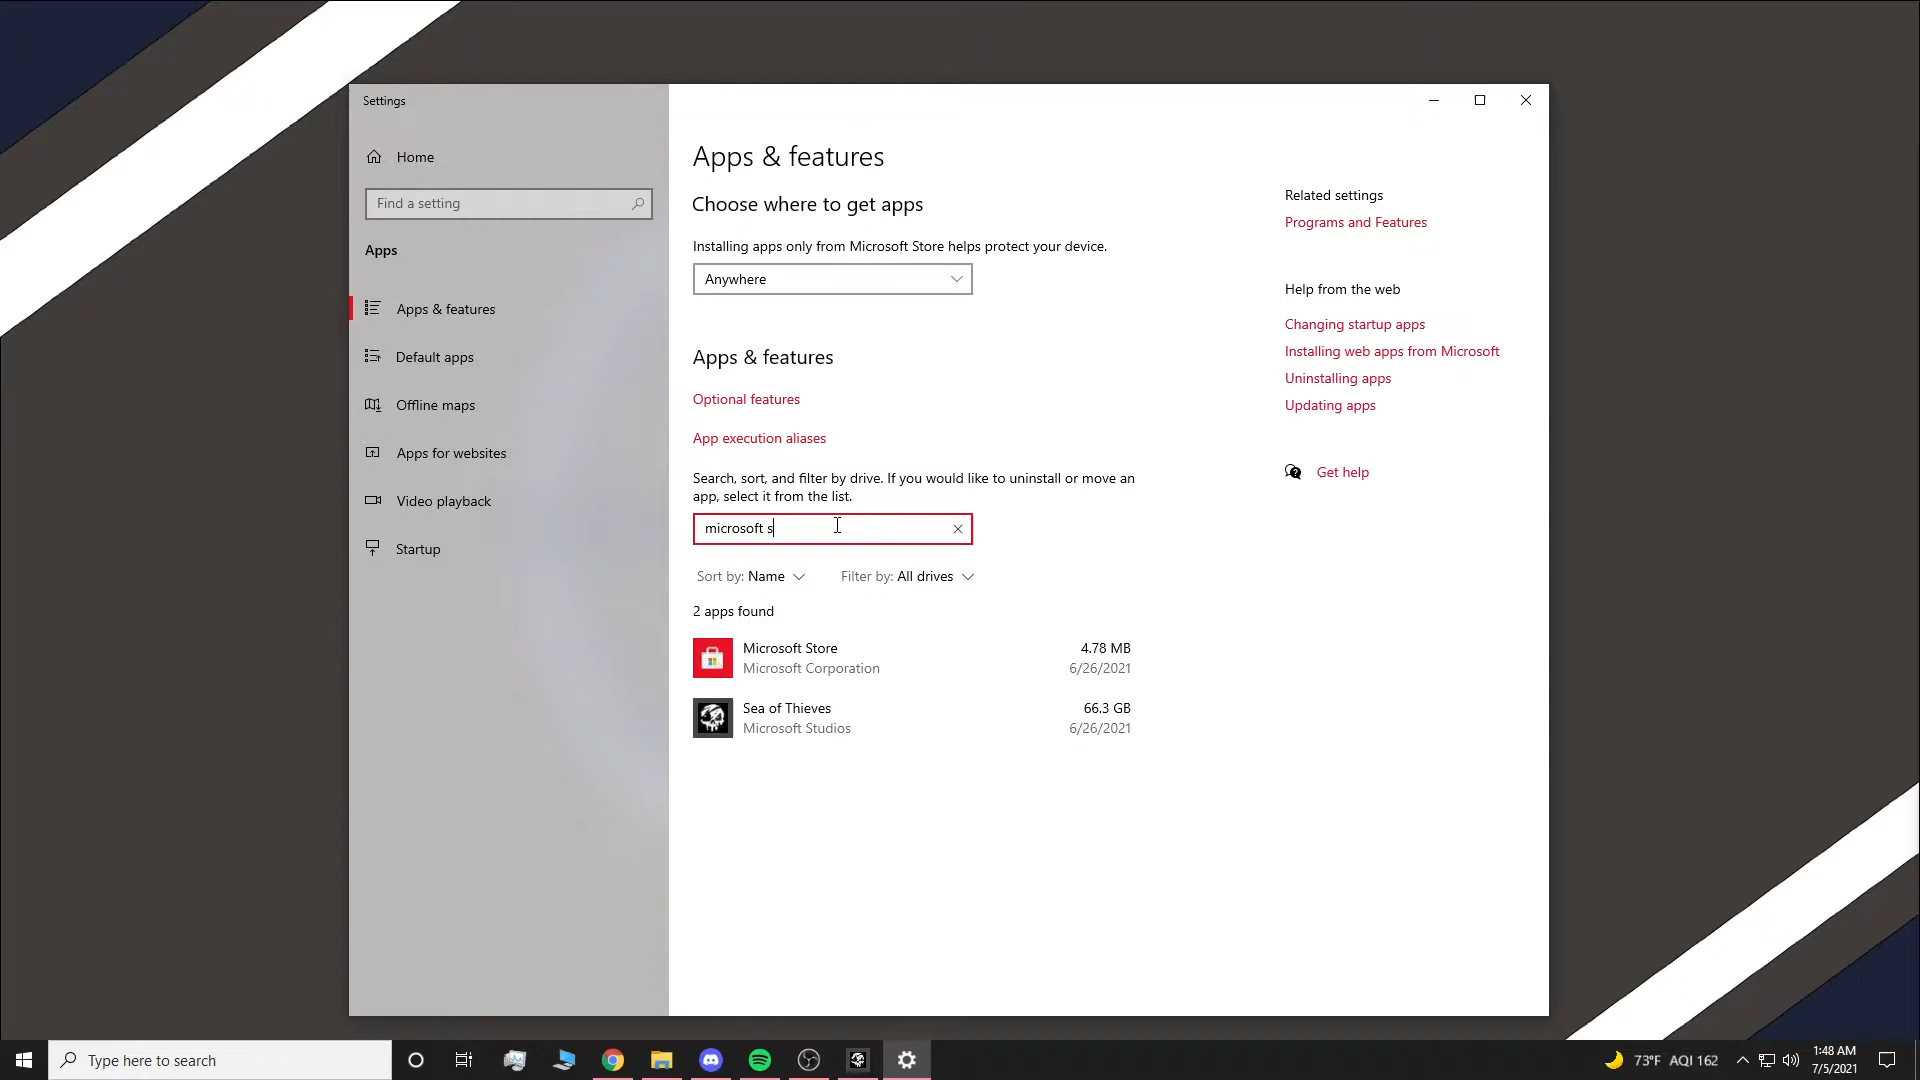 Settings
Home
Find a setting
Apps
Apps & features
Default apps
Offline maps
Apps for websites
Video playback
Startup
Apps & features
Choose where to get apps
Installing apps only from Microsoft Store helps protect your device.
Anywhere
Apps & features
Optional features
App execution aliases
Search, sort, and filter by drive. If you would like to uninstall or move an
app, select it from the list.
microsoft s
Sort by: Name
Filter by: All drives
2 apps found
Microsoft Store
4.78 MB
Microsoft Corporation
6/26/2021
Sea of Thieves
66.3 GB
Microsoft Studios
6/26/2021
Related settings
Programs and Features
Help from the web
Changing startup apps
Installing web apps from Microsoft
Uninstalling apps
Updating apps
Get help
Type here to search
73°F AQI 162
1:48 AM
7/5/2021